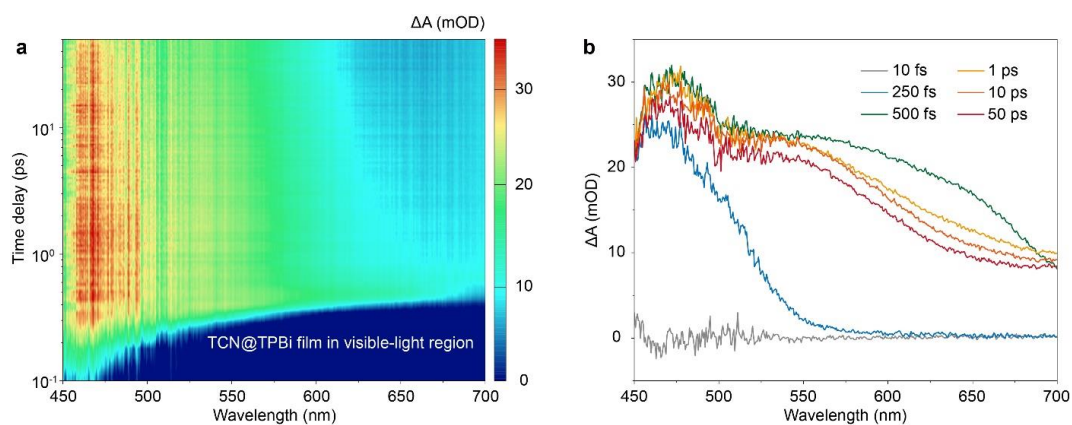 a
ΔA (mOD)
Time delay (ps)
10¹
10⁰
10⁻¹
TCN@TPBi film in visible-light region
450 500 550 600 650 700
Wavelength (nm)
30
20
10
0
b
ΔA (mOD)
30
20
10
0
10 fs 1 ps
250 fs 10 ps
500 fs 50 ps
450 500 550 600 650 700
Wavelength (nm)